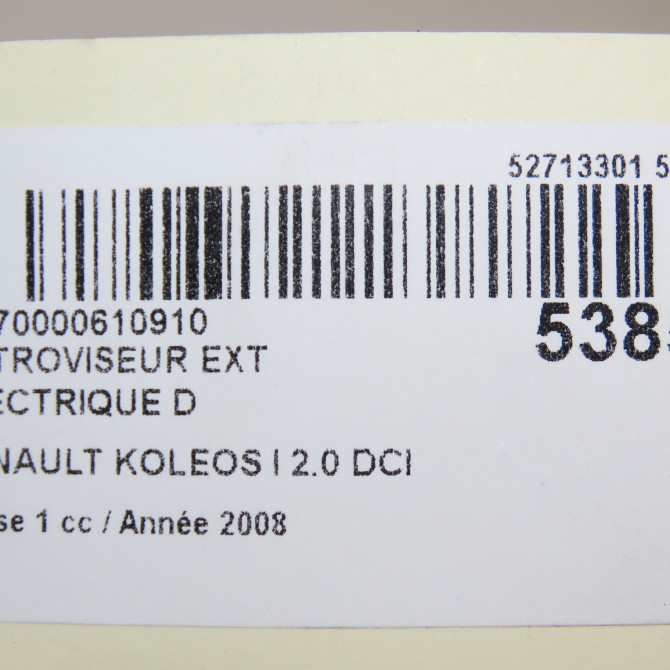 52713301 5
70000610910
538
TROVISEUR EXT
ECTRIQUE D
NAULT KOLEOS I 2.0 DCI
se 1 cc / Année 2008